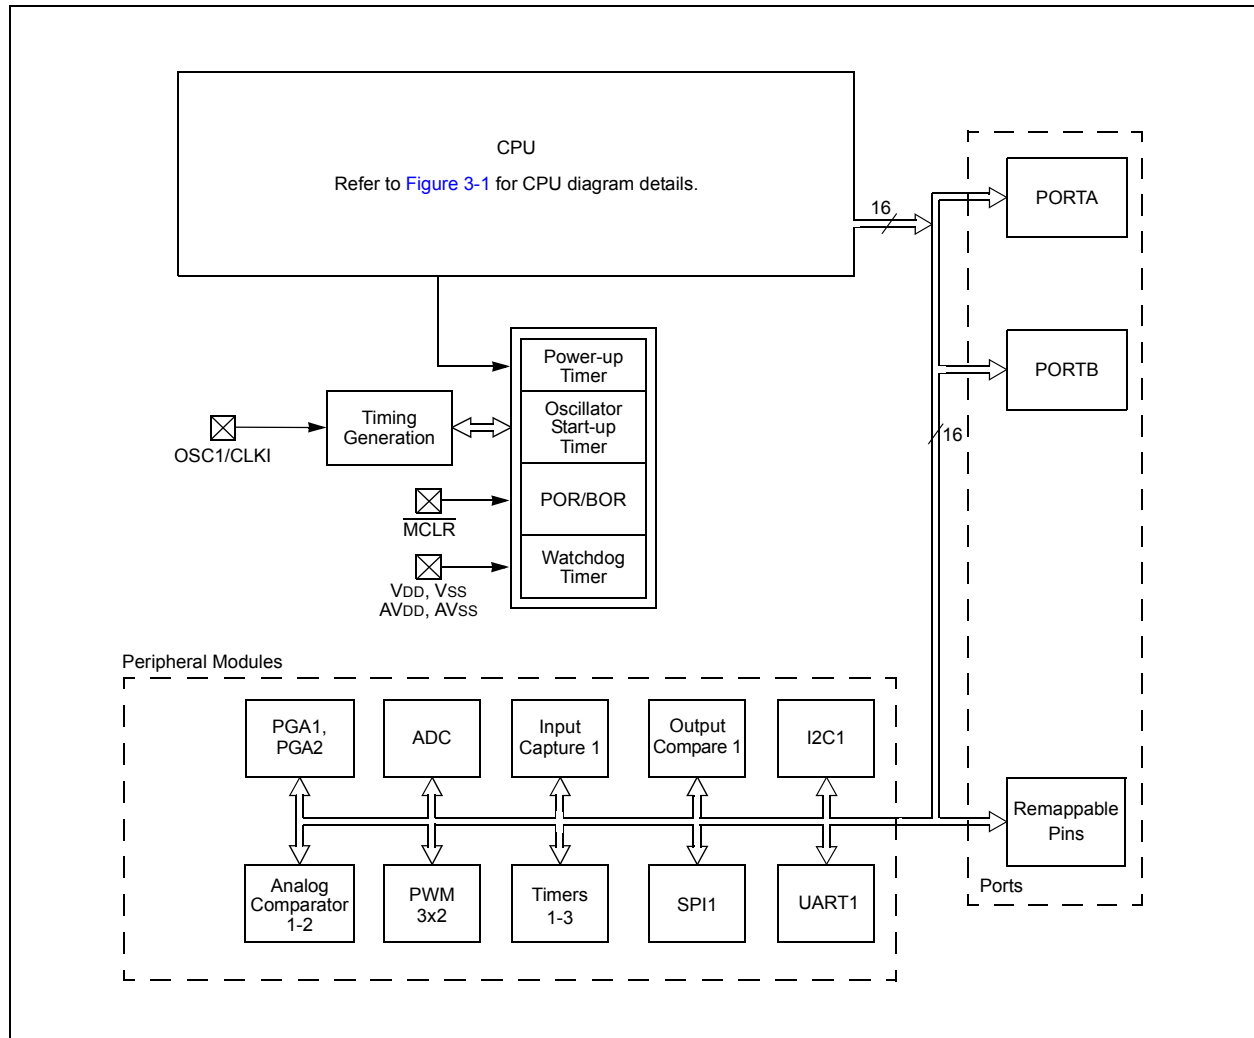 CPU
Refer to Figure 3-1 for CPU diagram details.
16
PORTA
PORTB
16
Power-up
Timer
Oscillator
Start-up
Timer
POR/BOR
Watchdog
Timer
Timing
Generation
OSC1/CLKI
MCLR
VDD, VSS
AVDD, AVSS
Peripheral Modules
PGA1,
PGA2
ADC
Input
Capture 1
Output
Compare 1
I2C1
Analog
Comparator
1-2
PWM
3x2
Timers
1-3
SPI1
UART1
Remappable
Pins
Ports